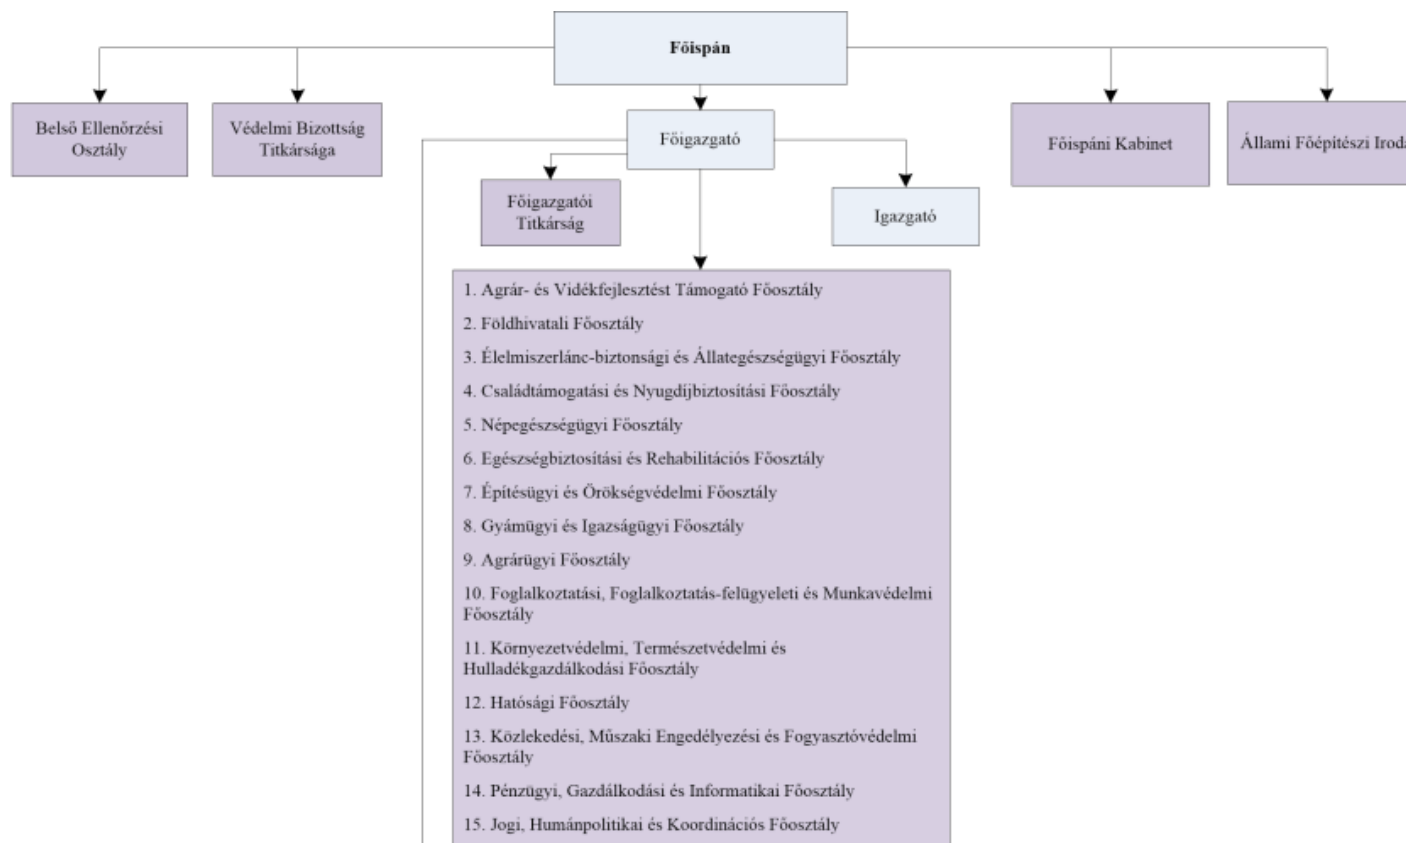 Főispán
Belső Ellenőrzési
Osztály
Védelmi Bizottság
Titkársága
Főigazgató
Főispáni Kabinet
Állami Főépítészi Iroda
Főigazgatói
Titkárság
Igazgató
1. Agrár- és Vidékfejlesztést Támogató Főosztály
2. Földhivatali Főosztály
3. Élelmiszerlánc-biztonsági és Állategészségügyi Főosztály
4. Családtámogatási és Nyugdíjbiztosítási Főosztály
5. Népegészségügyi Főosztály
6. Egészségbiztosítási és Rehabilitációs Főosztály
7. Építésügyi és Örökségvédelmi Főosztály
8. Gyámügyi és Igazságügyi Főosztály
9. Agrárügyi Főosztály
10. Foglalkoztatási, Foglalkoztatás-felügyeleti és Munkavédelmi
Főosztály
11. Környezetvédelmi, Természetvédelmi és
Hulladékgazdálkodási Főosztály
12. Hatósági Főosztály
13. Közlekedési, Műszaki Engedélyezési és Fogyasztóvédelmi
Főosztály
14. Pénzügyi, Gazdálkodási és Informatikai Főosztály
15. Jogi, Humánpolitikai és Koordinációs Főosztály